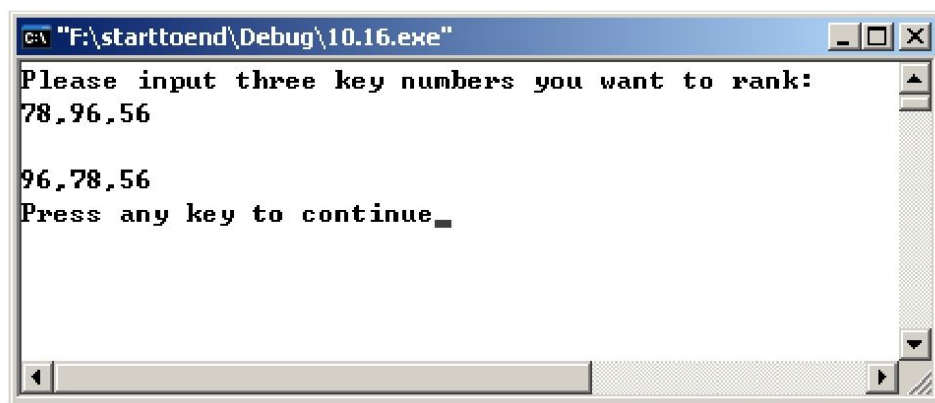 "F:\starttoend\Debug\10.16.exe"
Please input three key numbers you want to rank:
78,96,56
96,78,56
Press any key to continue_